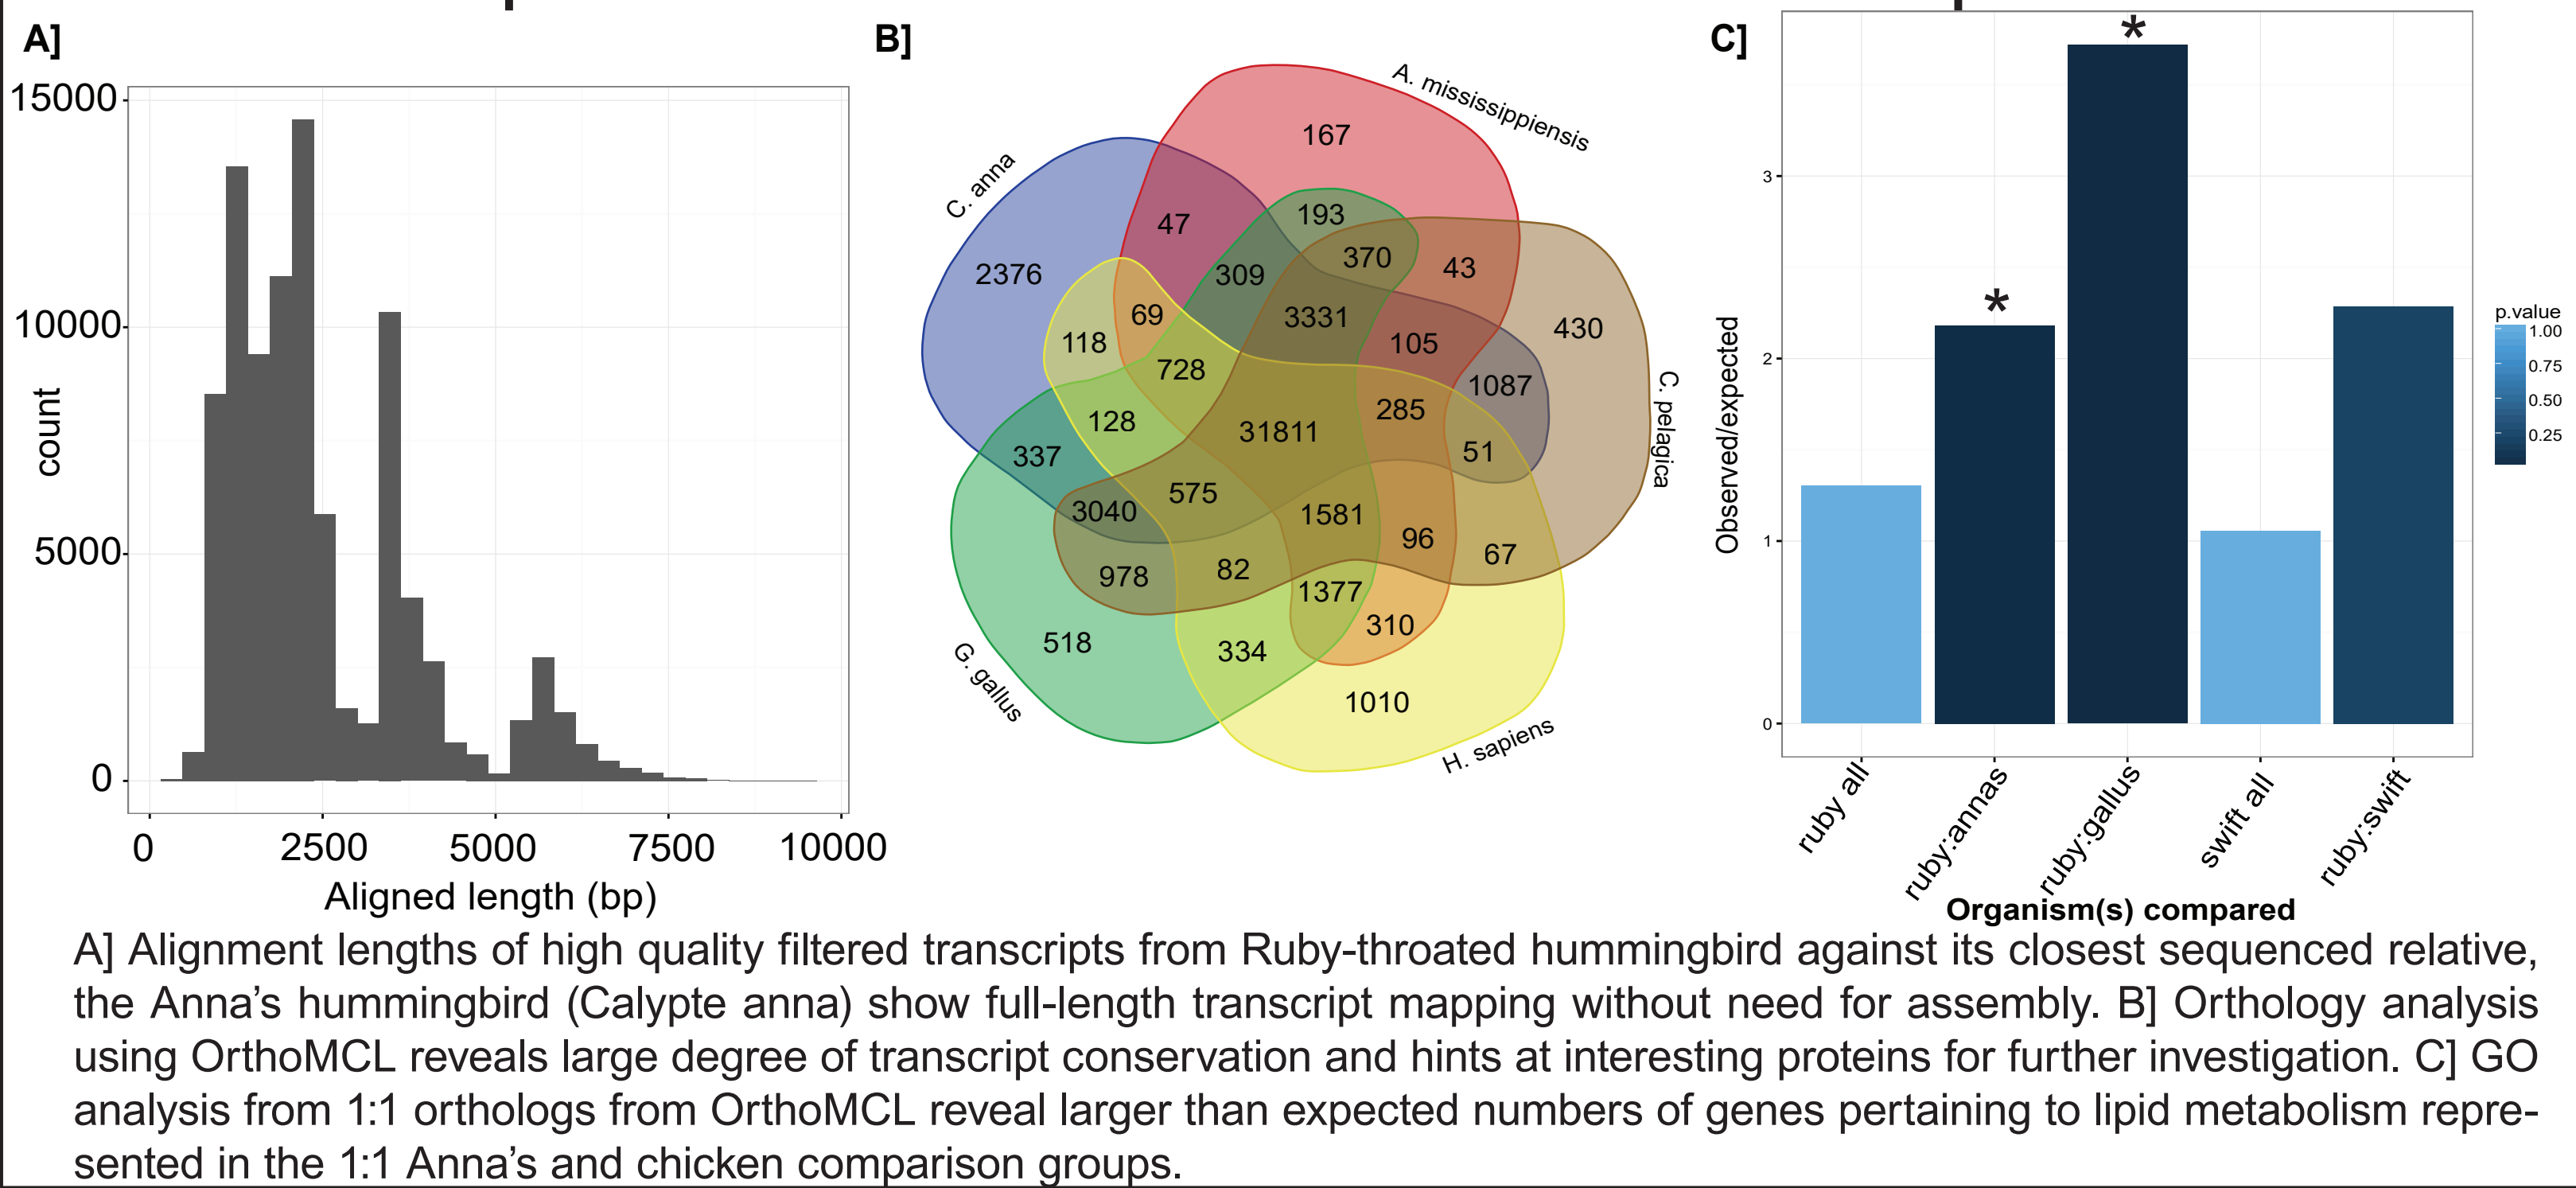 A]
15000
10000
5000
0
count
0 2500 5000 7500 10000
Aligned length (bp)
B]
A. mississippiensis
C. anna
C. pelagica
G. gallus
H. sapiens
167
47
193
2376
309
370
43
69
3331
430
118
105
728
1087
128
285
31811
337
51
575
3040
1581
96
67
978
82
1377
518
334
310
1010
C]
*
*
3
2
1
0
Observed/expected
ruby all
ruby:annas
ruby:gallus
swift all
ruby:swift
Organism(s) compared
p.value
1.00
0.75
0.50
0.25
A] Alignment lengths of high quality filtered transcripts from Ruby-throated hummingbird against its closest sequenced relative,
the Anna’s hummingbird (Calypte anna) show full-length transcript mapping without need for assembly. B] Orthology analysis
using OrthoMCL reveals large degree of transcript conservation and hints at interesting proteins for further investigation. C] GO
analysis from 1:1 orthologs from OrthoMCL reveal larger than expected numbers of genes pertaining to lipid metabolism repre-
sented in the 1:1 Anna’s and chicken comparison groups.